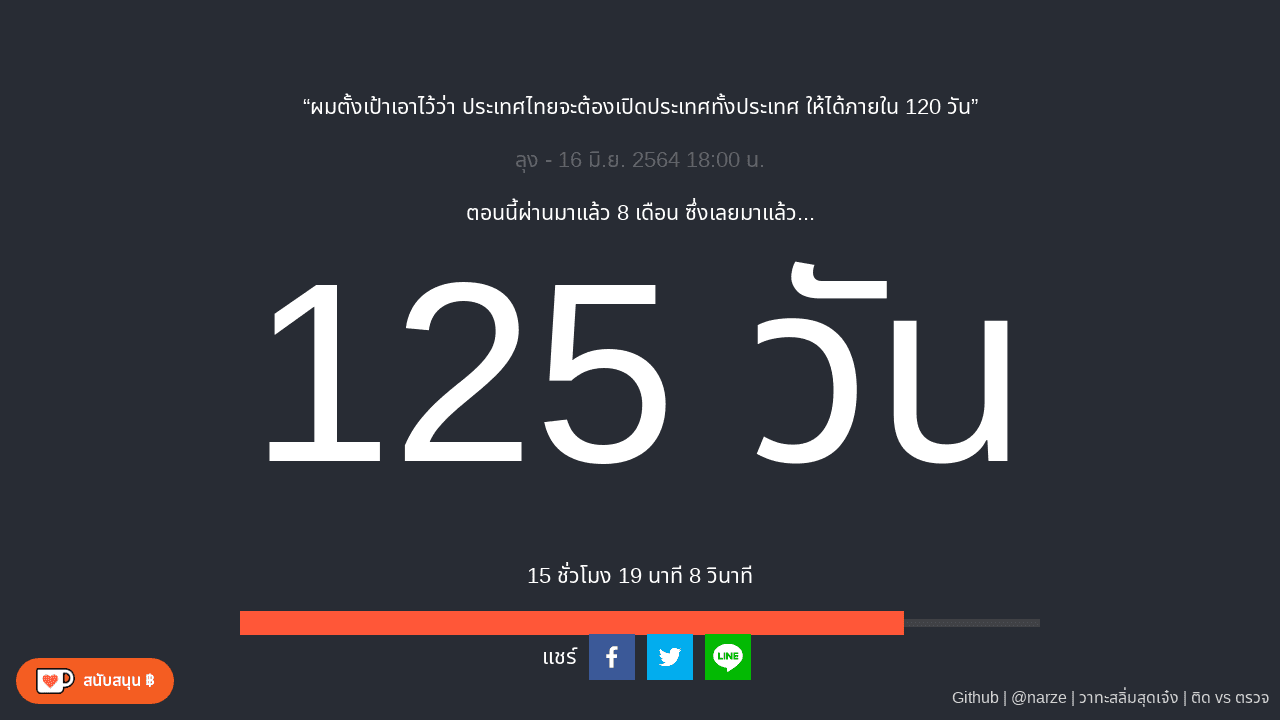 “ผมตั้งเป้าเอาไว้ว่า ประเทศไทยจะต้องเปิดประเทศทั้งประเทศ ให้ได้ภายใน 120 วัน”
ลุง - 16 มิ.ย. 2564 18:00 น.
ตอนนี้ผ่านมาแล้ว 8 เดือน ซึ่งเลยมาแล้ว...
125 วัน
15 ชั่วโมง 19 นาที 8 วินาที
แชร์ LINE
สนับสนุน ฿
Github | @narze | วาทะสลิ่มสุดเจ๋ง | ติด vs ตรวจ